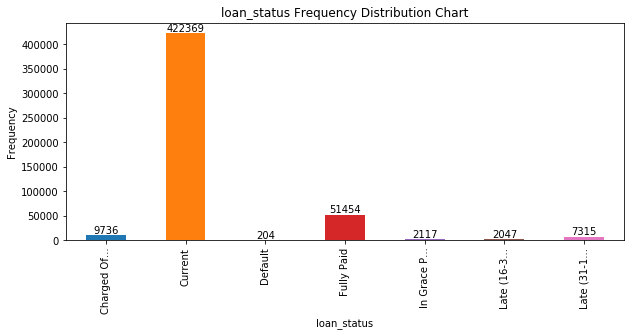 loan_status Frequency Distribution Chart
422369
400000
350000
300000
250000
200000
150000
100000
50000
0
Frequency
9736
204
51454
2117
2047
7315
Charged Of...
Current
Default
Fully Paid
In Grace P...
Late (16-3...
Late (31-1...
loan_status